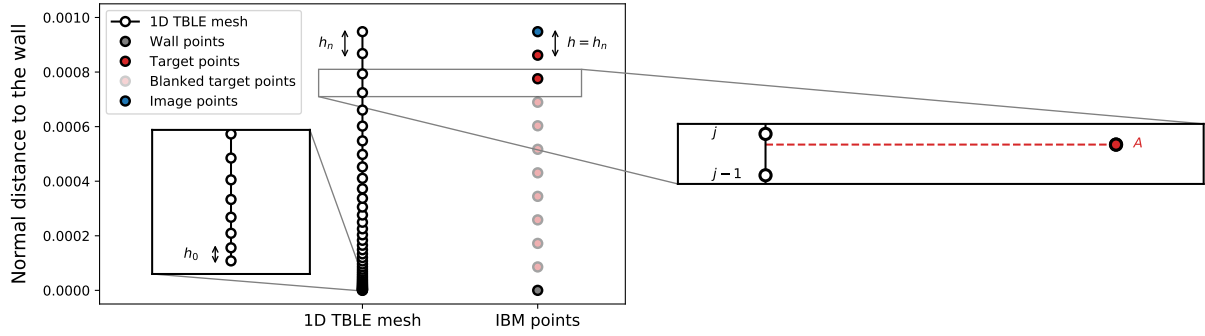 Normal distance to the wall
0.0010
0.0008
0.0006
0.0004
0.0002
0.0000
1D TBLE mesh
Wall points
Target points
Blanked target points
Image points
h_n
h = h_n
h_0
j
j − 1
A
1D TBLE mesh
IBM points